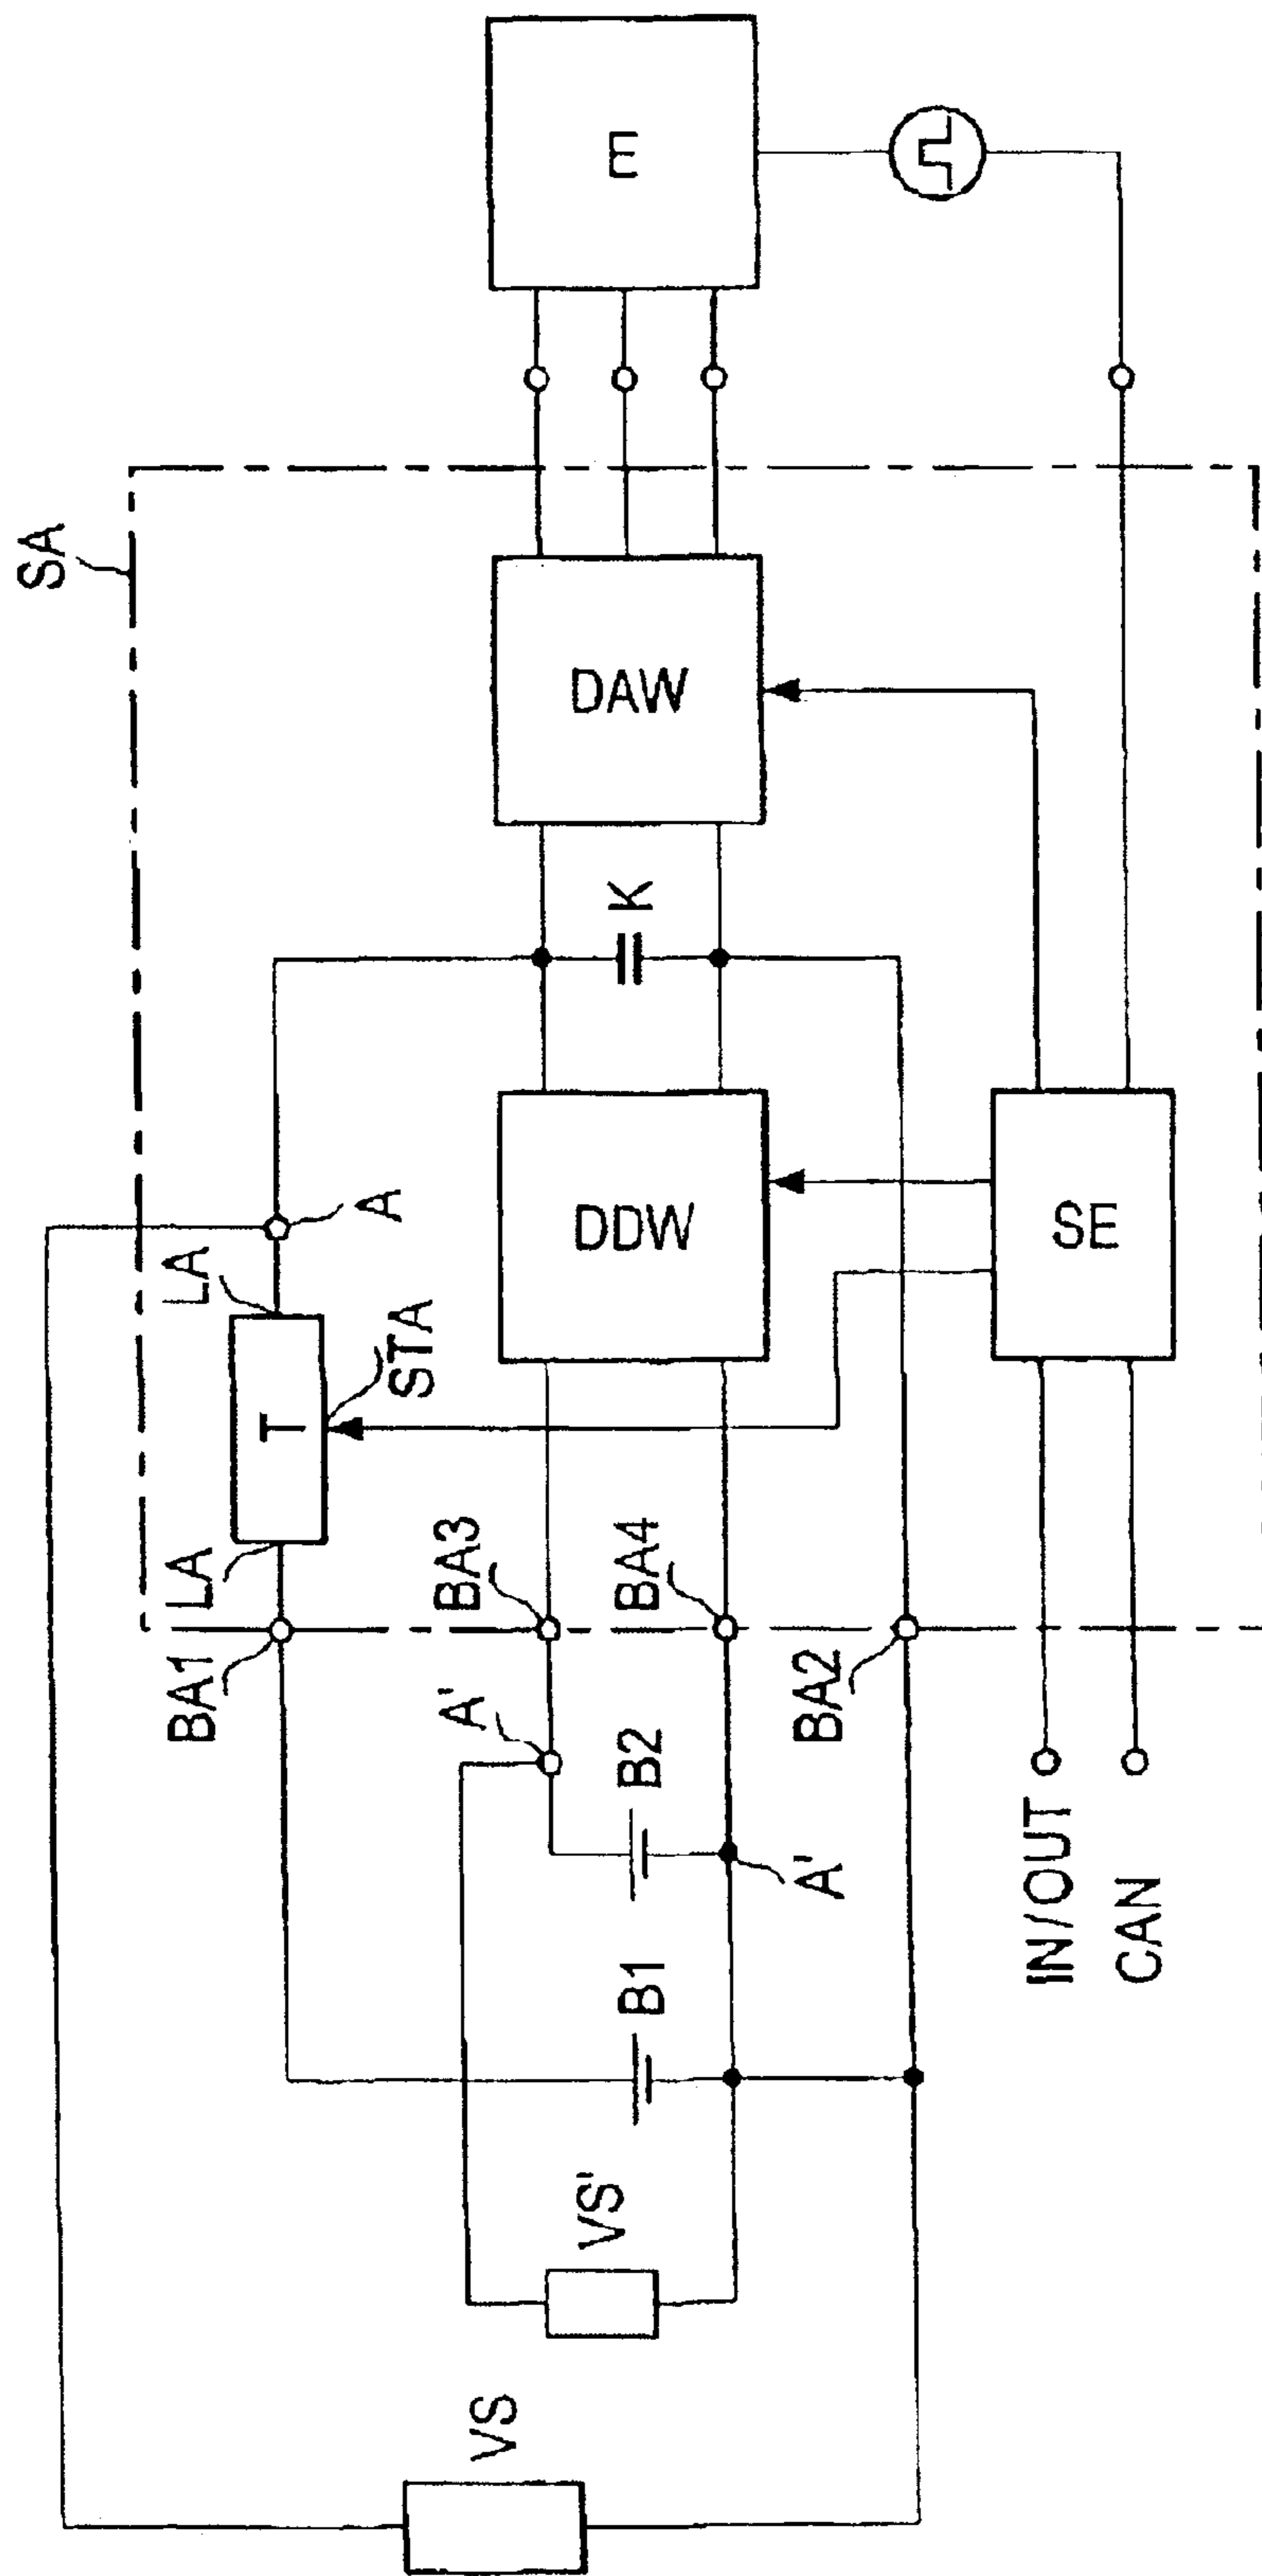 SA
E
DAW
K
A
LA
DDW
SE
STA
T
LA
BA3
BA4
BA1
BA2
A'
B2
A'
IN/OUT
CAN
B1
VS'
VS